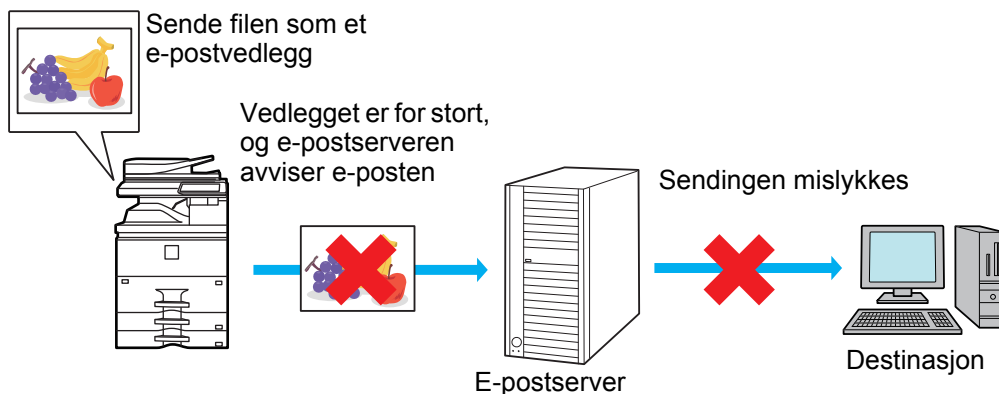 Sende filen som et
e-postvedlegg
Vedlegget er for stort,
og e-postserveren
avviser e-posten
Sendingen mislykkes
Destinasjon
E-postserver